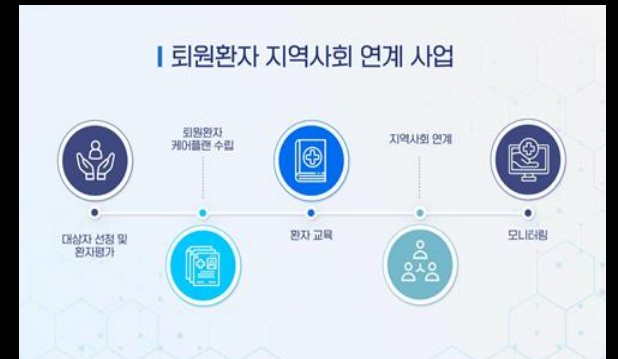 퇴원환자 지역사회 연계 사업
대상자 선정 및
환자평가
퇴원환자
케어플랜 수립
환자 교육
지역사회 연계
모니터링